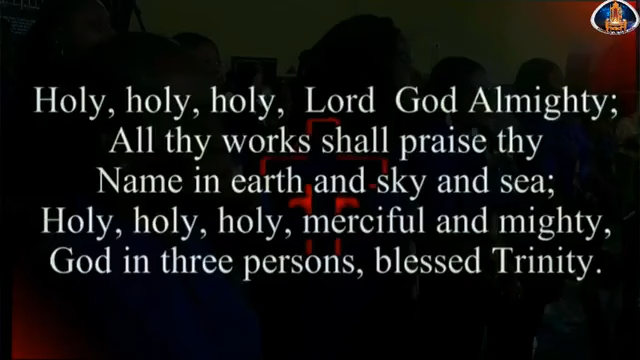 Holy, holy, holy, Lord God Almighty;
All thy works shall praise thy
Name in earth and sky and sea;
Holy, holy, holy, merciful and mighty,
God in three persons, blessed Trinity.